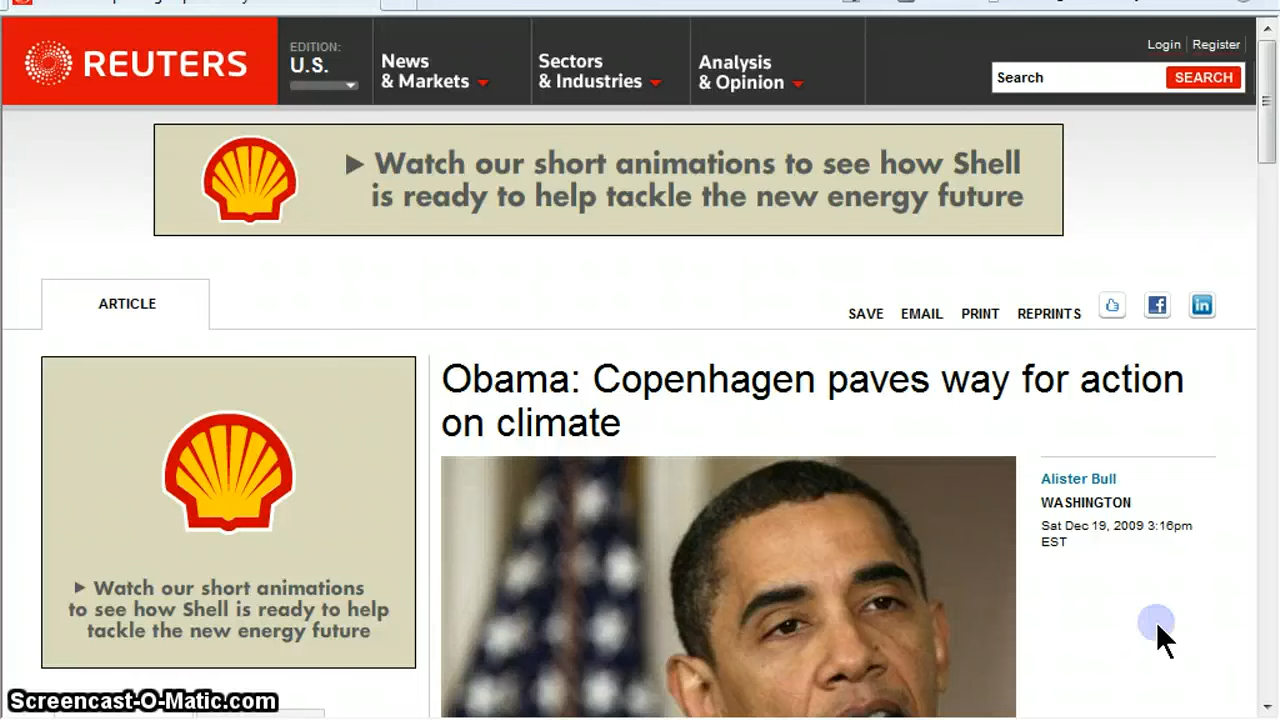 REUTERS
EDITION:
U.S.
News
& Markets
Sectors
& Industries
Analysis
& Opinion
Login
Register
Search
SEARCH
Watch our short animations to see how Shell
is ready to help tackle the new energy future
ARTICLE
SAVE
EMAIL
PRINT
REPRINTS
f
in
Watch our short animations
to see how Shell is ready to help
tackle the new energy future
Obama: Copenhagen paves way for action
on climate
Alister Bull
WASHINGTON
Sat Dec 19, 2009 3:16pm
EST
Screencast-O-Matic.com